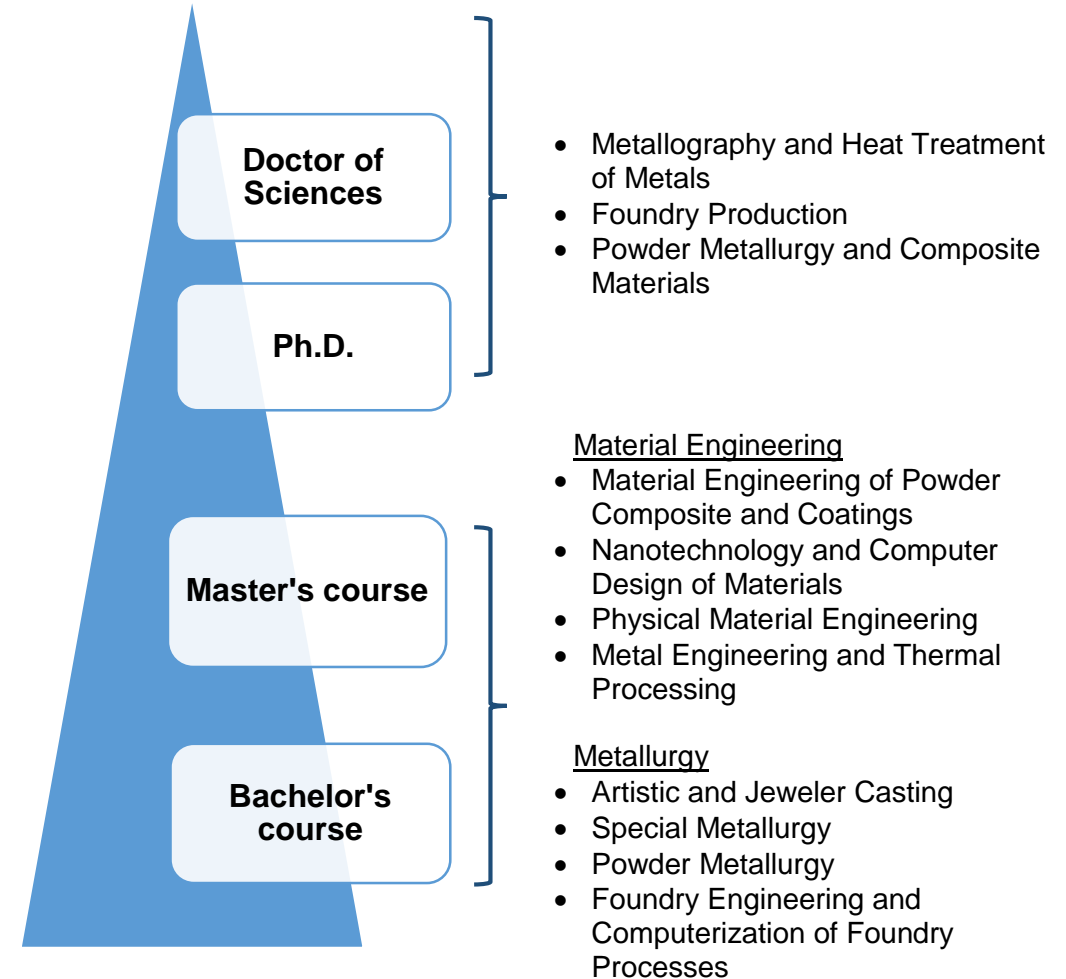 Doctor of
Sciences
Ph.D.
• Metallography and Heat Treatment
of Metals
• Foundry Production
• Powder Metallurgy and Composite
Materials
Master's course
Bachelor's
course
Material Engineering
• Material Engineering of Powder
Composite and Coatings
• Nanotechnology and Computer
Design of Materials
• Physical Material Engineering
• Metal Engineering and Thermal
Processing
Metallurgy
• Artistic and Jeweler Casting
• Special Metallurgy
• Powder Metallurgy
• Foundry Engineering and
Computerization of Foundry
Processes